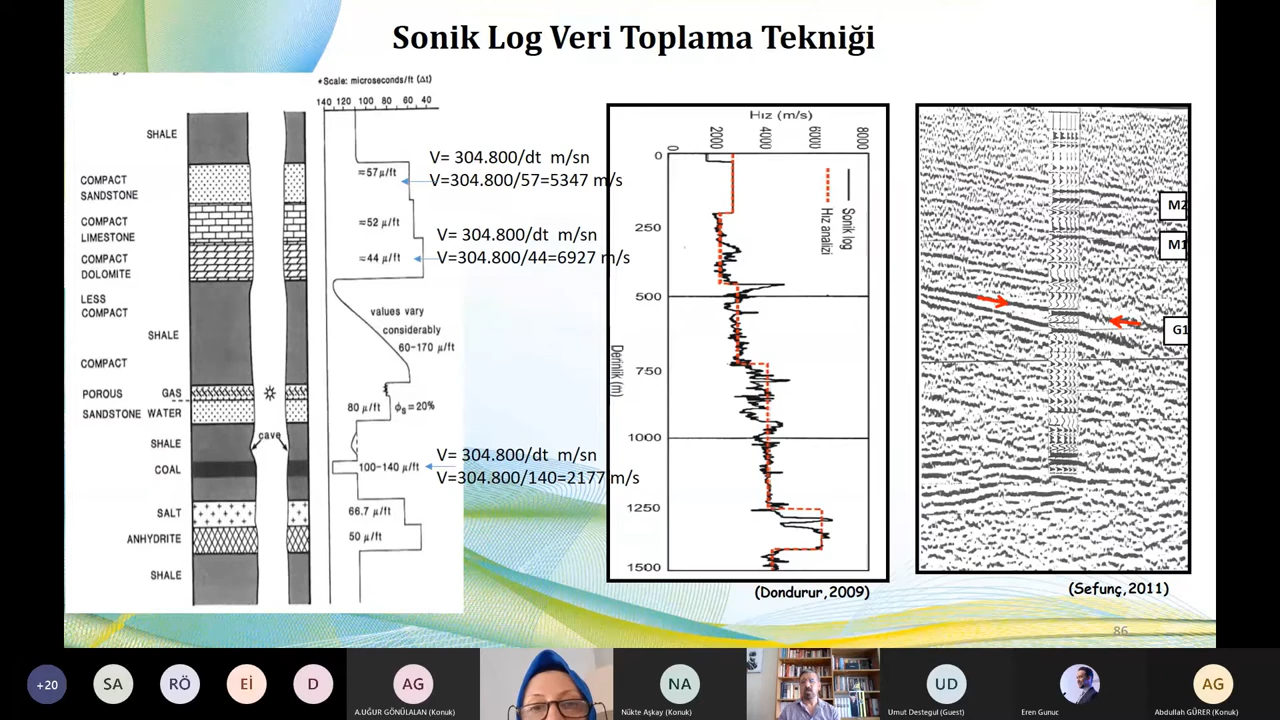 Sonik Log Veri Toplama Tekniği
*Scale: microseconds/ft (Δt)
140 120 100 80 60 40
SHALE
COMPACT
SANDSTONE
COMPACT
LIMESTONE
COMPACT
DOLOMITE
LESS
COMPACT
SHALE
COMPACT
POROUS GAS
SANDSTONE WATER
SHALE
COAL
SALT
ANHYDRITE
SHALE
cave
≈57 μ/ft
≈52 μ/ft
≈44 μ/ft
values vary
considerably
60-170 μ/ft
80 μ/ft ϕs=20%
100-140 μ/ft
66.7 μ/ft
50 μ/ft
V= 304.800/dt m/sn
V=304.800/57=5347 m/s
V= 304.800/dt m/sn
V=304.800/44=6927 m/s
V= 304.800/dt m/sn
V=304.800/140=2177 m/s
Hız (m/s)
0 2000 4000 6000 8000
Sonik log
Hız analizi
Derinlik (m)
0
250
500
750
1000
1250
1500
(Dondurur,2009)
M2
M1
G1
(Sefunç,2011)
86
+20
SA
RÖ
Eİ
D
AG
A.UĞUR GÖNÜLALAN (Konuk)
NA
Nükte Aşkay (Konuk)
UD
Umut Destegul (Guest)
Eren Gunuc
AG
Abdullah GÜRER (Konuk)